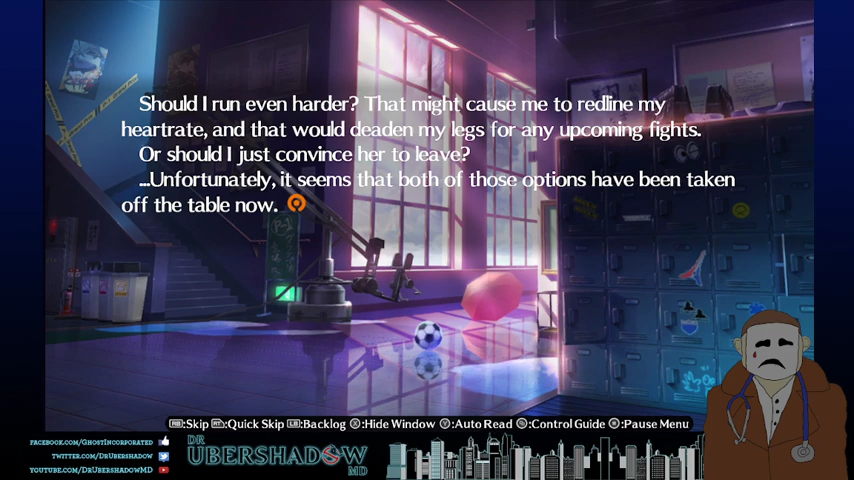 Should I run even harder? That might cause me to redline my
heartrate, and that would deaden my legs for any upcoming fights.
Or should I just convince her to leave?
...Unfortunately, it seems that both of those options have been taken
off the table now.
RB:Skip RT:Quick Skip LB:Backlog X:Hide Window Y:Auto Read :Control Guide :Pause Menu
facebook.com/GhostIncorporated
twitter.com/DrUbershadow
youtube.com/DrUbershadowMD
DR
UBERSHADOW
MD